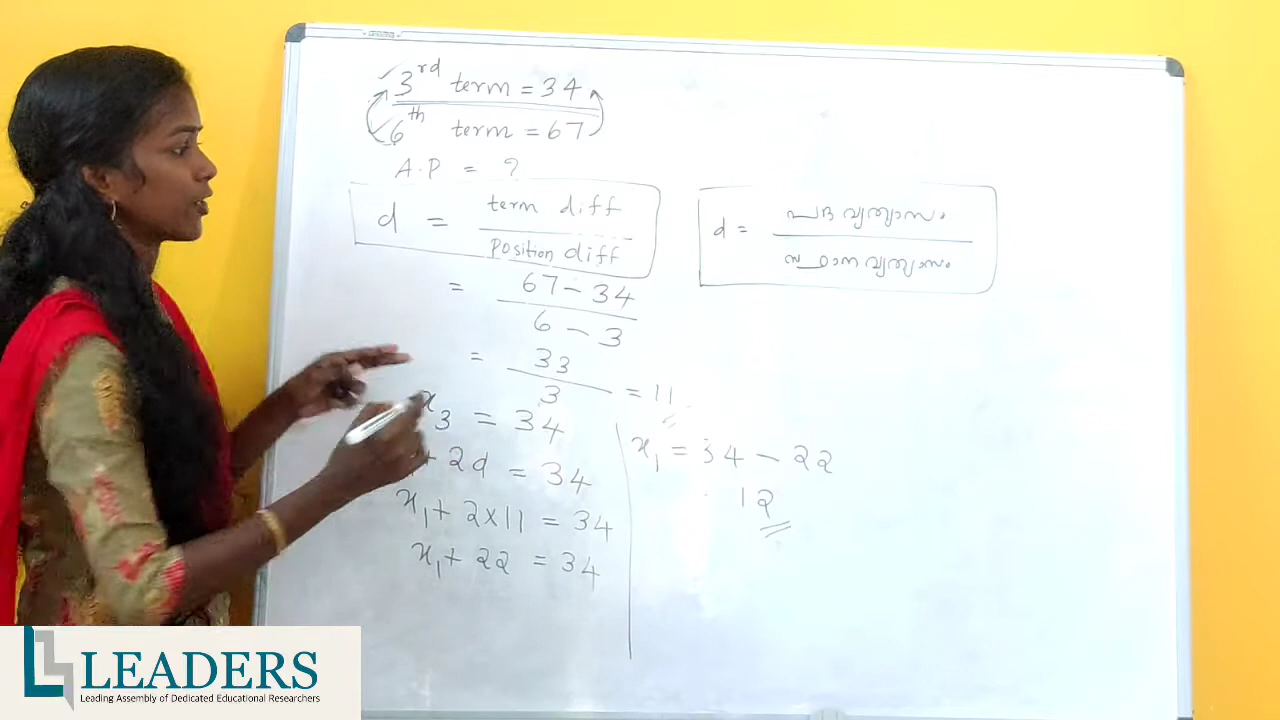 3rd term = 34
6th term = 67
A.P = ?
d = term diff / position diff
d = പദ വ്യത്യാസം / സ്ഥാന വ്യത്യാസം
= 67 - 34 / 6 - 3
= 33 / 3 = 11
x3 = 34
+ 2d = 34
x1 + 2×11 = 34
x1 + 22 = 34
x1 = 34 - 22
12
LEADERS
Leading Assembly of Dedicated Educational Researchers